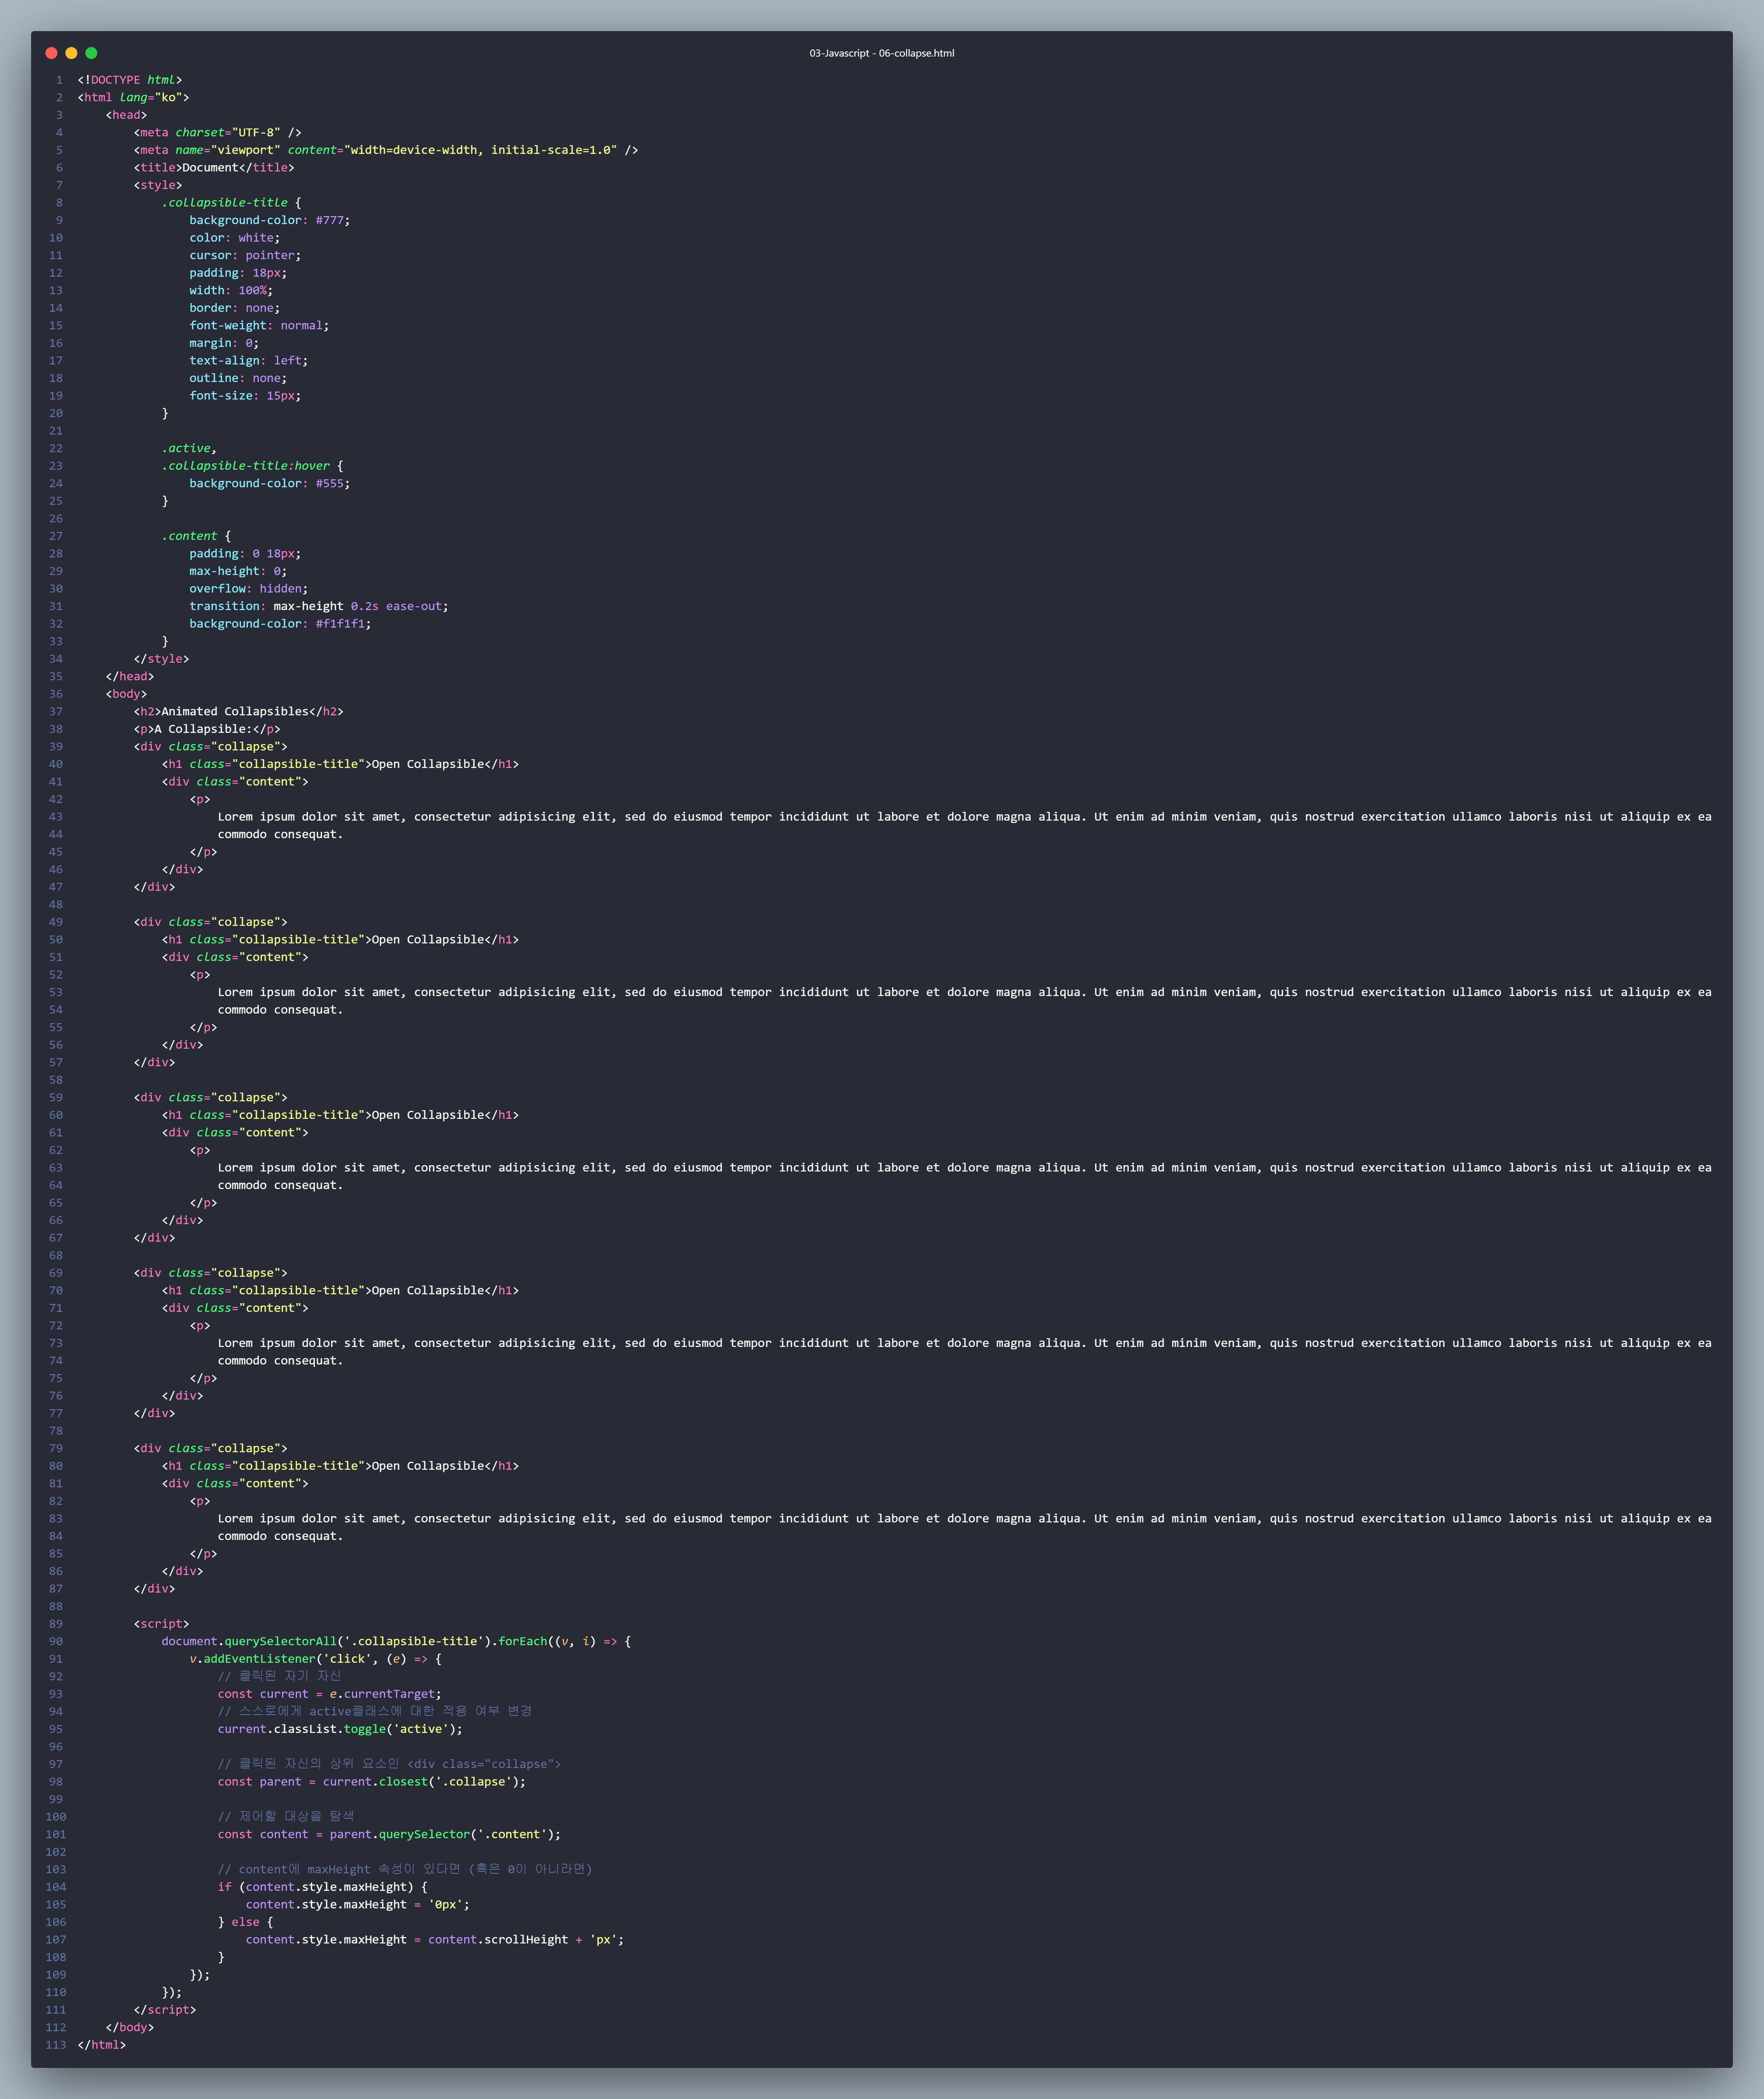 03-Javascript - 06-collapse.html
1 <!DOCTYPE html>
2 <html lang="ko">
3 <head>
4 <meta charset="UTF-8" />
5 <meta name="viewport" content="width=device-width, initial-scale=1.0" />
6 <title>Document</title>
7 <style>
8 .collapsible-title {
9 background-color: #777;
10 color: white;
11 cursor: pointer;
12 padding: 18px;
13 width: 100%;
14 border: none;
15 font-weight: normal;
16 margin: 0;
17 text-align: left;
18 outline: none;
19 font-size: 15px;
20 }
21
22 .active,
23 .collapsible-title:hover {
24 background-color: #555;
25 }
26
27 .content {
28 padding: 0 18px;
29 max-height: 0;
30 overflow: hidden;
31 transition: max-height 0.2s ease-out;
32 background-color: #f1f1f1;
33 }
34 </style>
35 </head>
36 <body>
37 <h2>Animated Collapsibles</h2>
38 <p>A Collapsible:</p>
39 <div class="collapse">
40 <h1 class="collapsible-title">Open Collapsible</h1>
41 <div class="content">
42 <p>
43 Lorem ipsum dolor sit amet, consectetur adipisicing elit, sed do eiusmod tempor incididunt ut labore et dolore magna aliqua. Ut enim ad minim veniam, quis nostrud exercitation ullamco laboris nisi ut aliquip ex ea
44 commodo consequat.
45 </p>
46 </div>
47 </div>
48
49 <div class="collapse">
50 <h1 class="collapsible-title">Open Collapsible</h1>
51 <div class="content">
52 <p>
53 Lorem ipsum dolor sit amet, consectetur adipisicing elit, sed do eiusmod tempor incididunt ut labore et dolore magna aliqua. Ut enim ad minim veniam, quis nostrud exercitation ullamco laboris nisi ut aliquip ex ea
54 commodo consequat.
55 </p>
56 </div>
57 </div>
58
59 <div class="collapse">
60 <h1 class="collapsible-title">Open Collapsible</h1>
61 <div class="content">
62 <p>
63 Lorem ipsum dolor sit amet, consectetur adipisicing elit, sed do eiusmod tempor incididunt ut labore et dolore magna aliqua. Ut enim ad minim veniam, quis nostrud exercitation ullamco laboris nisi ut aliquip ex ea
64 commodo consequat.
65 </p>
66 </div>
67 </div>
68
69 <div class="collapse">
70 <h1 class="collapsible-title">Open Collapsible</h1>
71 <div class="content">
72 <p>
73 Lorem ipsum dolor sit amet, consectetur adipisicing elit, sed do eiusmod tempor incididunt ut labore et dolore magna aliqua. Ut enim ad minim veniam, quis nostrud exercitation ullamco laboris nisi ut aliquip ex ea
74 commodo consequat.
75 </p>
76 </div>
77 </div>
78
79 <div class="collapse">
80 <h1 class="collapsible-title">Open Collapsible</h1>
81 <div class="content">
82 <p>
83 Lorem ipsum dolor sit amet, consectetur adipisicing elit, sed do eiusmod tempor incididunt ut labore et dolore magna aliqua. Ut enim ad minim veniam, quis nostrud exercitation ullamco laboris nisi ut aliquip ex ea
84 commodo consequat.
85 </p>
86 </div>
87 </div>
88
89 <script>
90 document.querySelectorAll('.collapsible-title').forEach((v, i) => {
91 v.addEventListener('click', (e) => {
92 // 클릭된 자기 자신
93 const current = e.currentTarget;
94 // 스스로에게 active클래스에 대한 적용 여부 변경
95 current.classList.toggle('active');
96
97 // 클릭된 자신의 상위 요소인 <div class="collapse">
98 const parent = current.closest('.collapse');
99
100 // 제어할 대상을 탐색
101 const content = parent.querySelector('.content');
102
103 // content에 maxHeight 속성이 있다면 (혹은 0이 아니라면)
104 if (content.style.maxHeight) {
105 content.style.maxHeight = '0px';
106 } else {
107 content.style.maxHeight = content.scrollHeight + 'px';
108 }
109 });
110 });
111 </script>
112 </body>
113 </html>